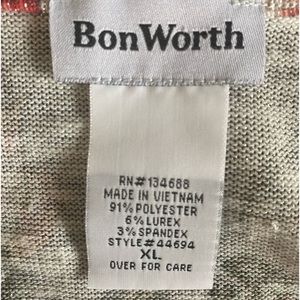 BonWorth
RN#134688
MADE IN VIETNAM
91% POLYESTER
6% LUREX
3% SPANDEX
STYLE#44694
XL
OVER FOR CARE